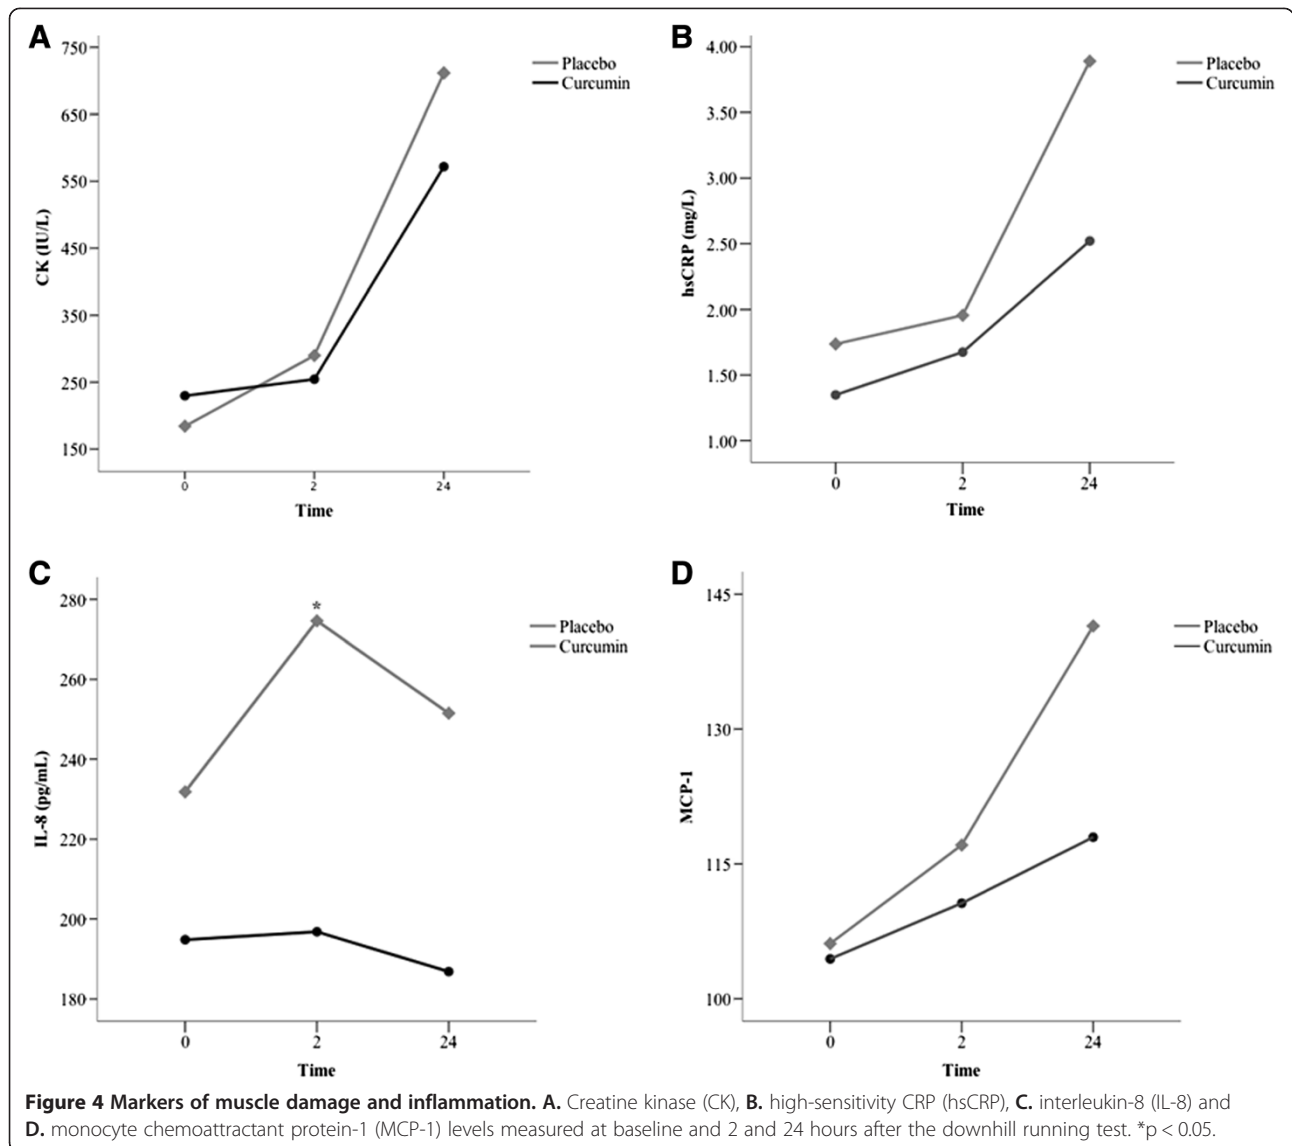 A
750
650
550
450
350
250
150
CK (IU/L)
0 2 24
Time
Placebo
Curcumin
B
4.00
3.50
3.00
2.50
2.00
1.50
1.00
hsCRP (mg/L)
0 2 24
Time
Placebo
Curcumin
C
280
260
240
220
200
180
IL-8 (pg/mL)
*
0 2 24
Time
Placebo
Curcumin
D
145
130
115
100
MCP-1
0 2 24
Time
Placebo
Curcumin
Figure 4 Markers of muscle damage and inflammation. A. Creatine kinase (CK), B. high-sensitivity CRP (hsCRP), C. interleukin-8 (IL-8) and
D. monocyte chemoattractant protein-1 (MCP-1) levels measured at baseline and 2 and 24 hours after the downhill running test. *p < 0.05.